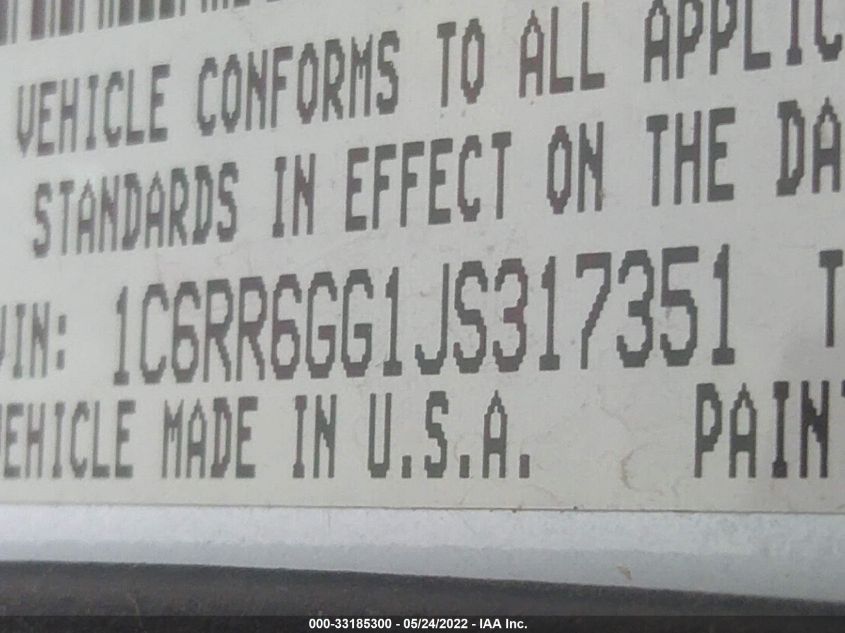 VEHICLE CONFORMS TO ALL APPLIC
STANDARDS IN EFFECT ON THE DA
VIN: 1C6RR6GG1JS317351 T
VEHICLE MADE IN U.S.A. PAINT
000-33185300 - 05/24/2022 - IAA Inc.